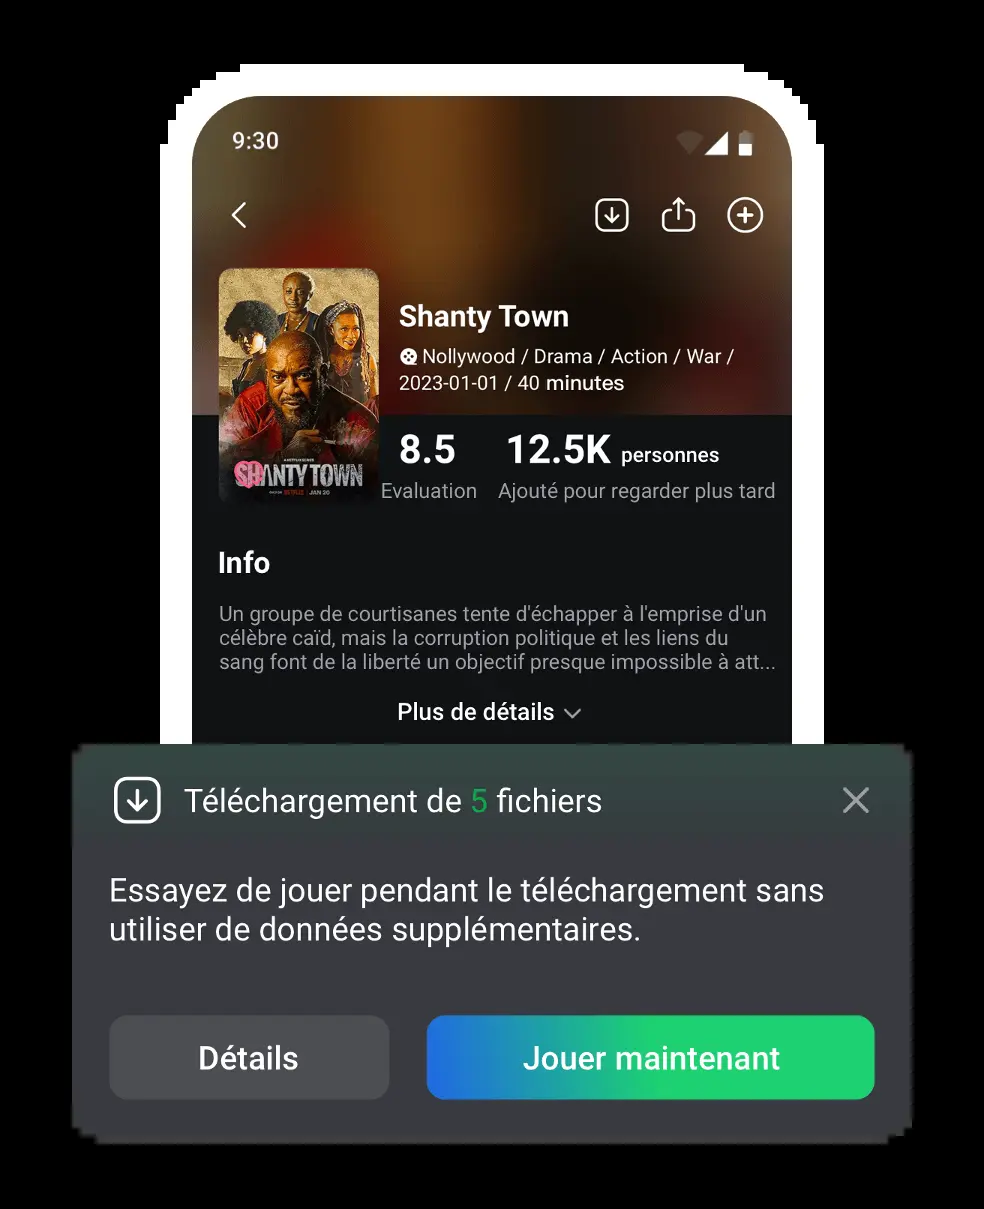 9:30
Shanty Town
Nollywood / Drama / Action / War /
2023-01-01 / 40 minutes
SHANTY TOWN
NETFLIX JAN 20
8.5
12.5K personnes
Evaluation
Ajouté pour regarder plus tard
Info
Un groupe de courtisanes tente d'échapper à l'emprise d'un
célèbre caïd, mais la corruption politique et les liens du
sang font de la liberté un objectif presque impossible à att...
Plus de détails
Téléchargement de 5 fichiers
Essayez de jouer pendant le téléchargement sans
utiliser de données supplémentaires.
Détails
Jouer maintenant